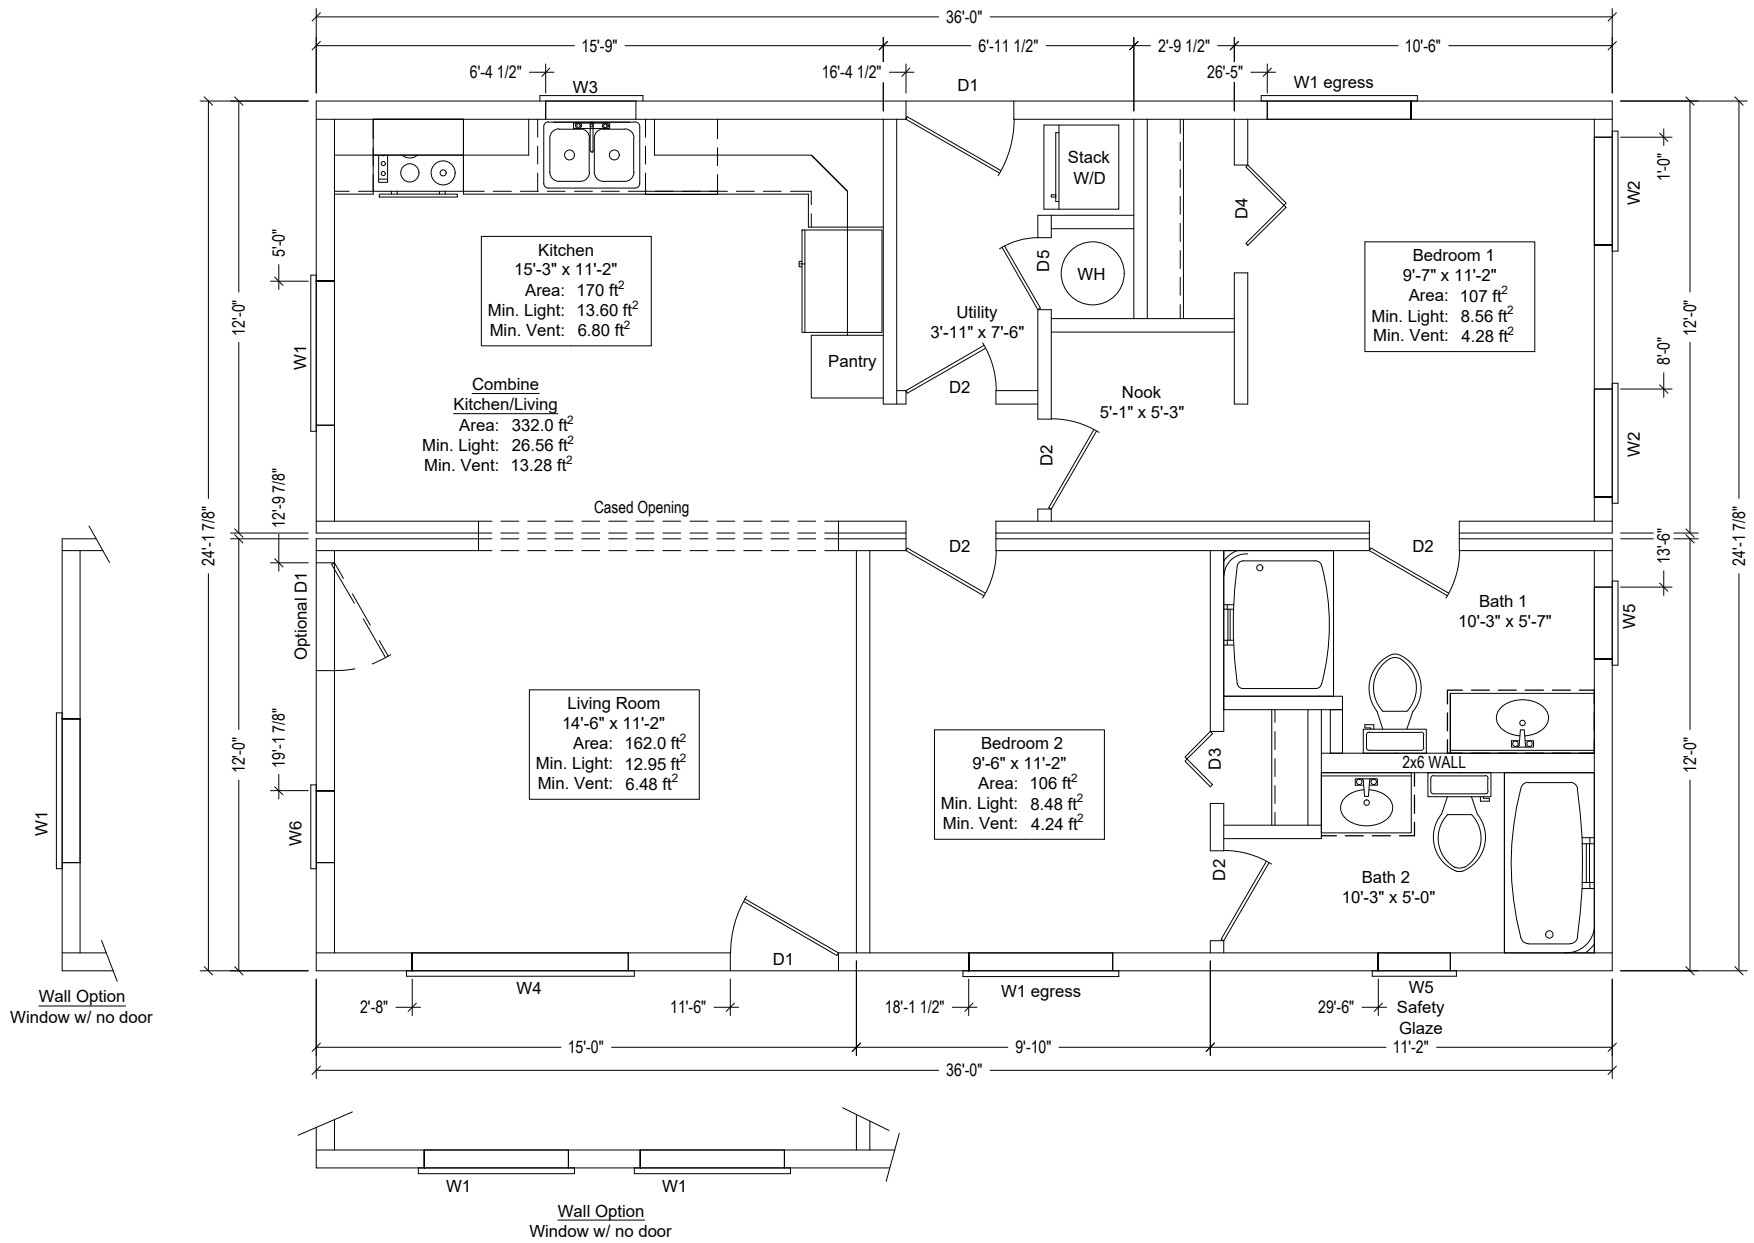 36'-0"
15'-9"
6'-11 1/2"
2'-9 1/2"
10'-6"
6'-4 1/2"
W3
16'-4 1/2"
D1
26'-5"
W1 egress
Stack
W/D
1'-0"
W2
D4
5'-0"
Kitchen
15'-3" x 11'-2"
Area: 170 ft²
Min. Light: 13.60 ft²
Min. Vent: 6.80 ft²
D5
WH
Bedroom 1
9'-7" x 11'-2"
Area: 107 ft²
Min. Light: 8.56 ft²
Min. Vent: 4.28 ft²
12'-0"
12'-0"
Utility
3'-11" x 7'-6"
W1
Pantry
D2
8'-0"
Combine
Kitchen/Living
Area: 332.0 ft²
Min. Light: 26.56 ft²
Min. Vent: 13.28 ft²
Nook
5'-1" x 5'-3"
D2
W2
12'-9 7/8"
Cased Opening
24'-1 7/8"
24'-1 7/8"
D2
D2
13'-6"
Optional D1
Bath 1
10'-3" x 5'-7"
W5
Living Room
14'-6" x 11'-2"
Area: 162.0 ft²
Min. Light: 12.95 ft²
Min. Vent: 6.48 ft²
19'-1 7/8"
12'-0"
12'-0"
Bedroom 2
9'-6" x 11'-2"
Area: 106 ft²
Min. Light: 8.48 ft²
Min. Vent: 4.24 ft²
D3
2x6 WALL
W1
W6
D2
Bath 2
10'-3" x 5'-0"
D1
W4
W1 egress
W5
Safety
Glaze
Wall Option
Window w/ no door
2'-8"
11'-6"
18'-1 1/2"
29'-6"
15'-0"
9'-10"
11'-2"
36'-0"
W1
W1
Wall Option
Window w/ no door